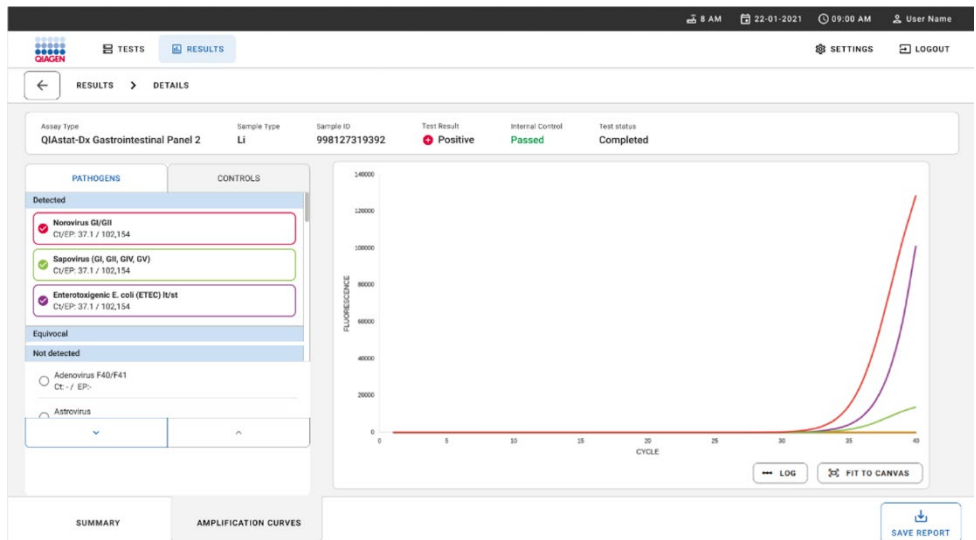 8 AM 22-01-2021 09:00 AM User Name
QIAGEN TESTS RESULTS SETTINGS LOGOUT
RESULTS > DETAILS
Assay Type Sample Type Sample ID Test Result Internal Control Test status
QIAstat-Dx Gastrointestinal Panel 2 Li 998127319392 Positive Passed Completed
PATHOGENS CONTROLS
Detected
Norovirus GI/GII
Ct/EP: 37.1 / 102,154
Sapovirus (GI, GII, GIV, GV)
Ct/EP: 37.1 / 102,154
Enterotoxigenic E. coli (ETEC) lt/st
Ct/EP: 37.1 / 102,154
Equivocal
Not detected
Adenovirus F40/F41
Ct: - / EP:-
Astrovirus
140000
120000
100000
80000
60000
40000
20000
0
FLUORESCENCE
0 5 10 15 20 25 30 35 40
CYCLE
LOG FIT TO CANVAS
SUMMARY AMPLIFICATION CURVES
SAVE REPORT